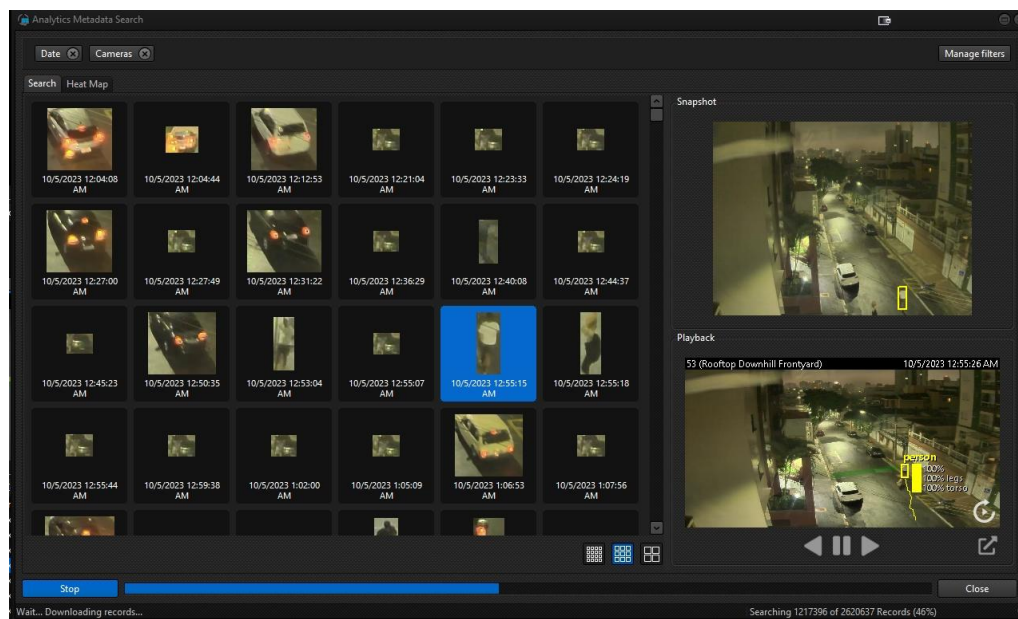 Analytics Metadata Search
Date
Cameras
Manage filters
Search
Heat Map
10/5/2023 12:04:08
AM
10/5/2023 12:04:44
AM
10/5/2023 12:12:53
AM
10/5/2023 12:21:04
AM
10/5/2023 12:23:33
AM
10/5/2023 12:24:19
AM
10/5/2023 12:27:00
AM
10/5/2023 12:27:49
AM
10/5/2023 12:31:22
AM
10/5/2023 12:36:29
AM
10/5/2023 12:40:08
AM
10/5/2023 12:44:37
AM
10/5/2023 12:45:23
AM
10/5/2023 12:50:35
AM
10/5/2023 12:53:04
AM
10/5/2023 12:55:07
AM
10/5/2023 12:55:15
AM
10/5/2023 12:55:18
AM
10/5/2023 12:55:44
AM
10/5/2023 12:59:38
AM
10/5/2023 1:02:00
AM
10/5/2023 1:05:09
AM
10/5/2023 1:06:53
AM
10/5/2023 1:07:56
AM
Snapshot
Playback
53 (Rooftop Downhill Frontyard)
10/5/2023 12:55:26 AM
person
100%
100% legs
100% torso
Stop
Close
Wait... Downloading records...
Searching 1217396 of 2620637 Records (46%)